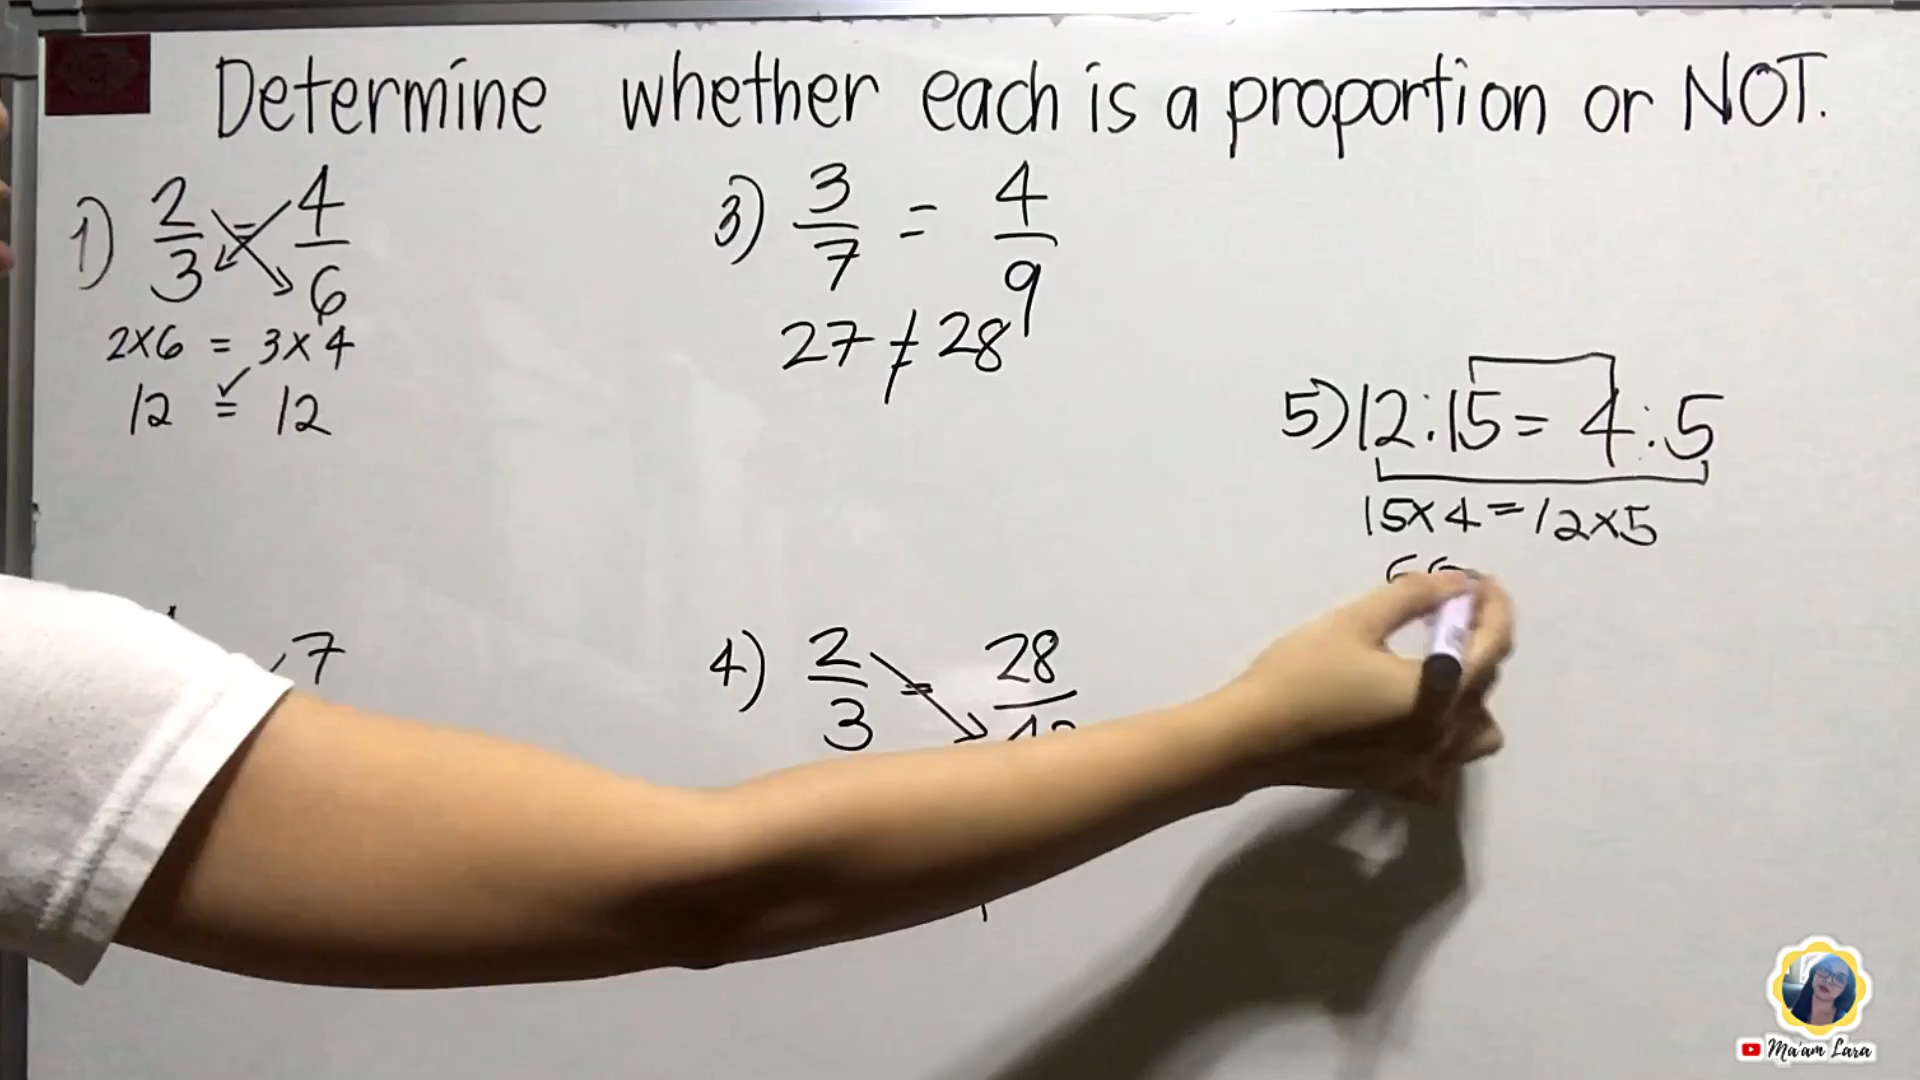 Determine whether each is a proportion or NOT.
1) 2/3 = 4/6
2x6 = 3x4
12 = 12
7
3) 3/7 = 4/9
27 ≠ 28
4) 2/3 = 28/
5) 12:15 = 4:5
15x4 = 12x5
Ma'am Lara